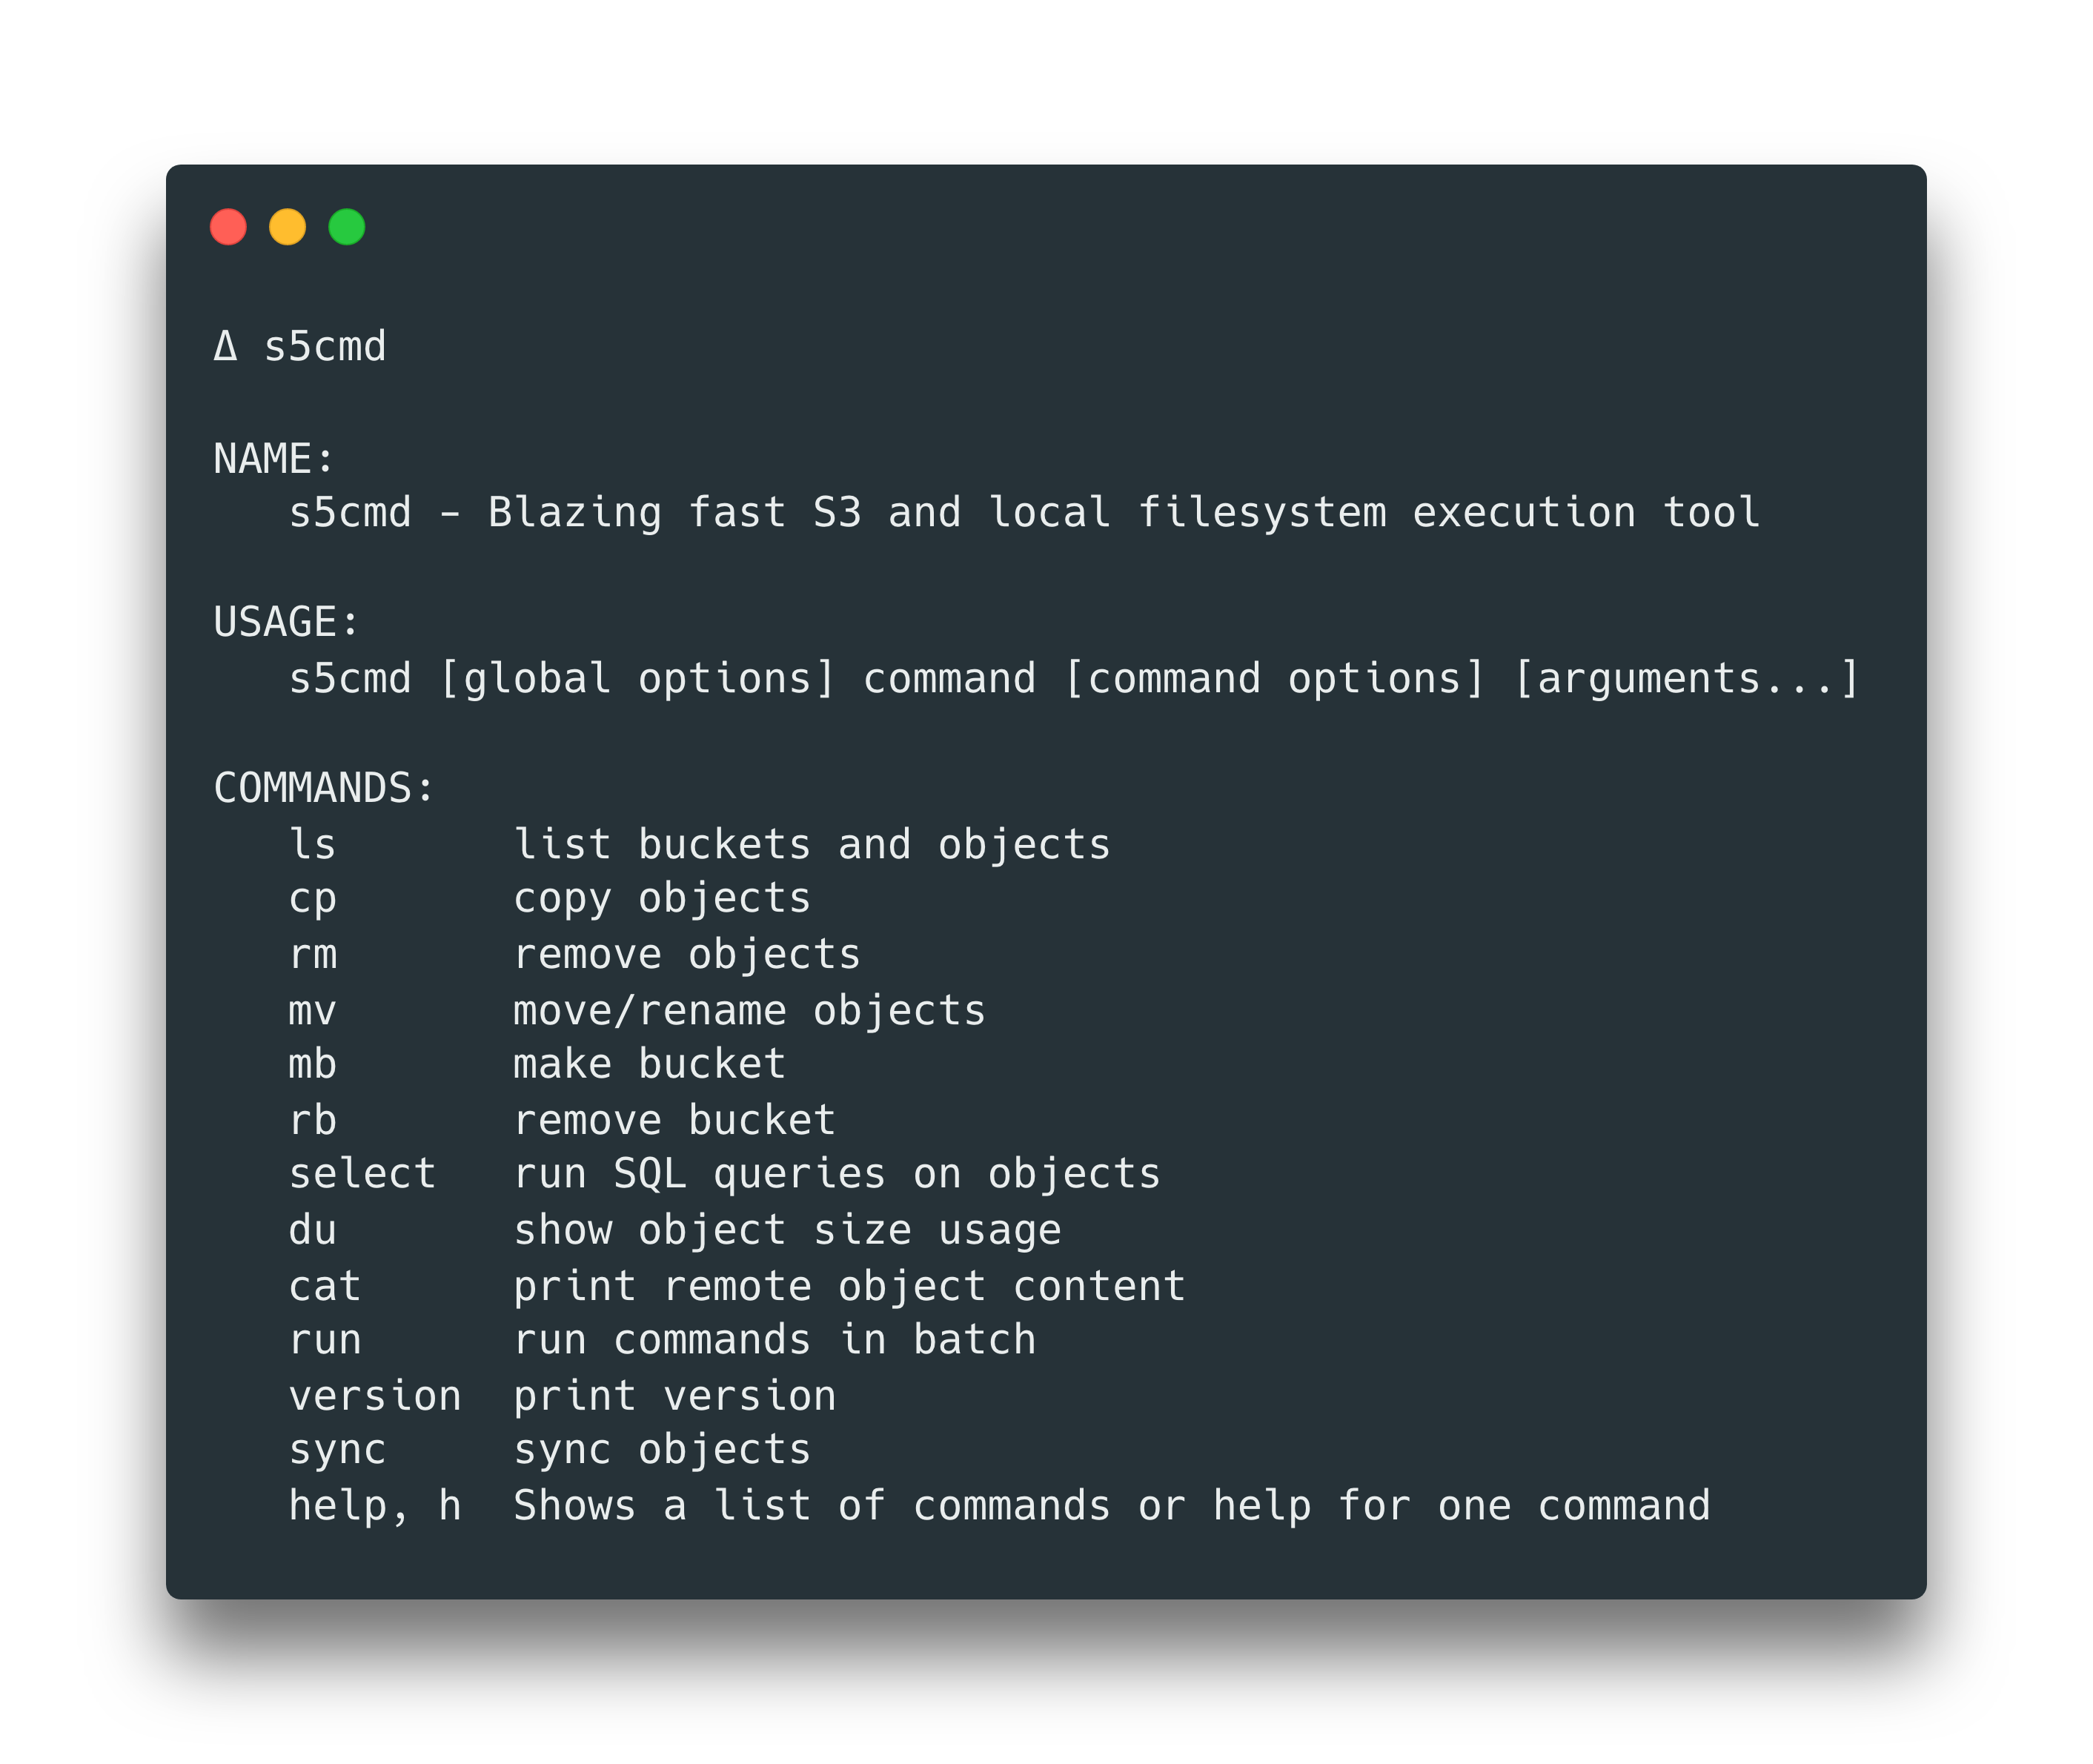 Δ s5cmd
NAME:
s5cmd - Blazing fast S3 and local filesystem execution tool
USAGE:
s5cmd [global options] command [command options] [arguments...]
COMMANDS:
ls list buckets and objects
cp copy objects
rm remove objects
mv move/rename objects
mb make bucket
rb remove bucket
select run SQL queries on objects
du show object size usage
cat print remote object content
run run commands in batch
version print version
sync sync objects
help, h Shows a list of commands or help for one command